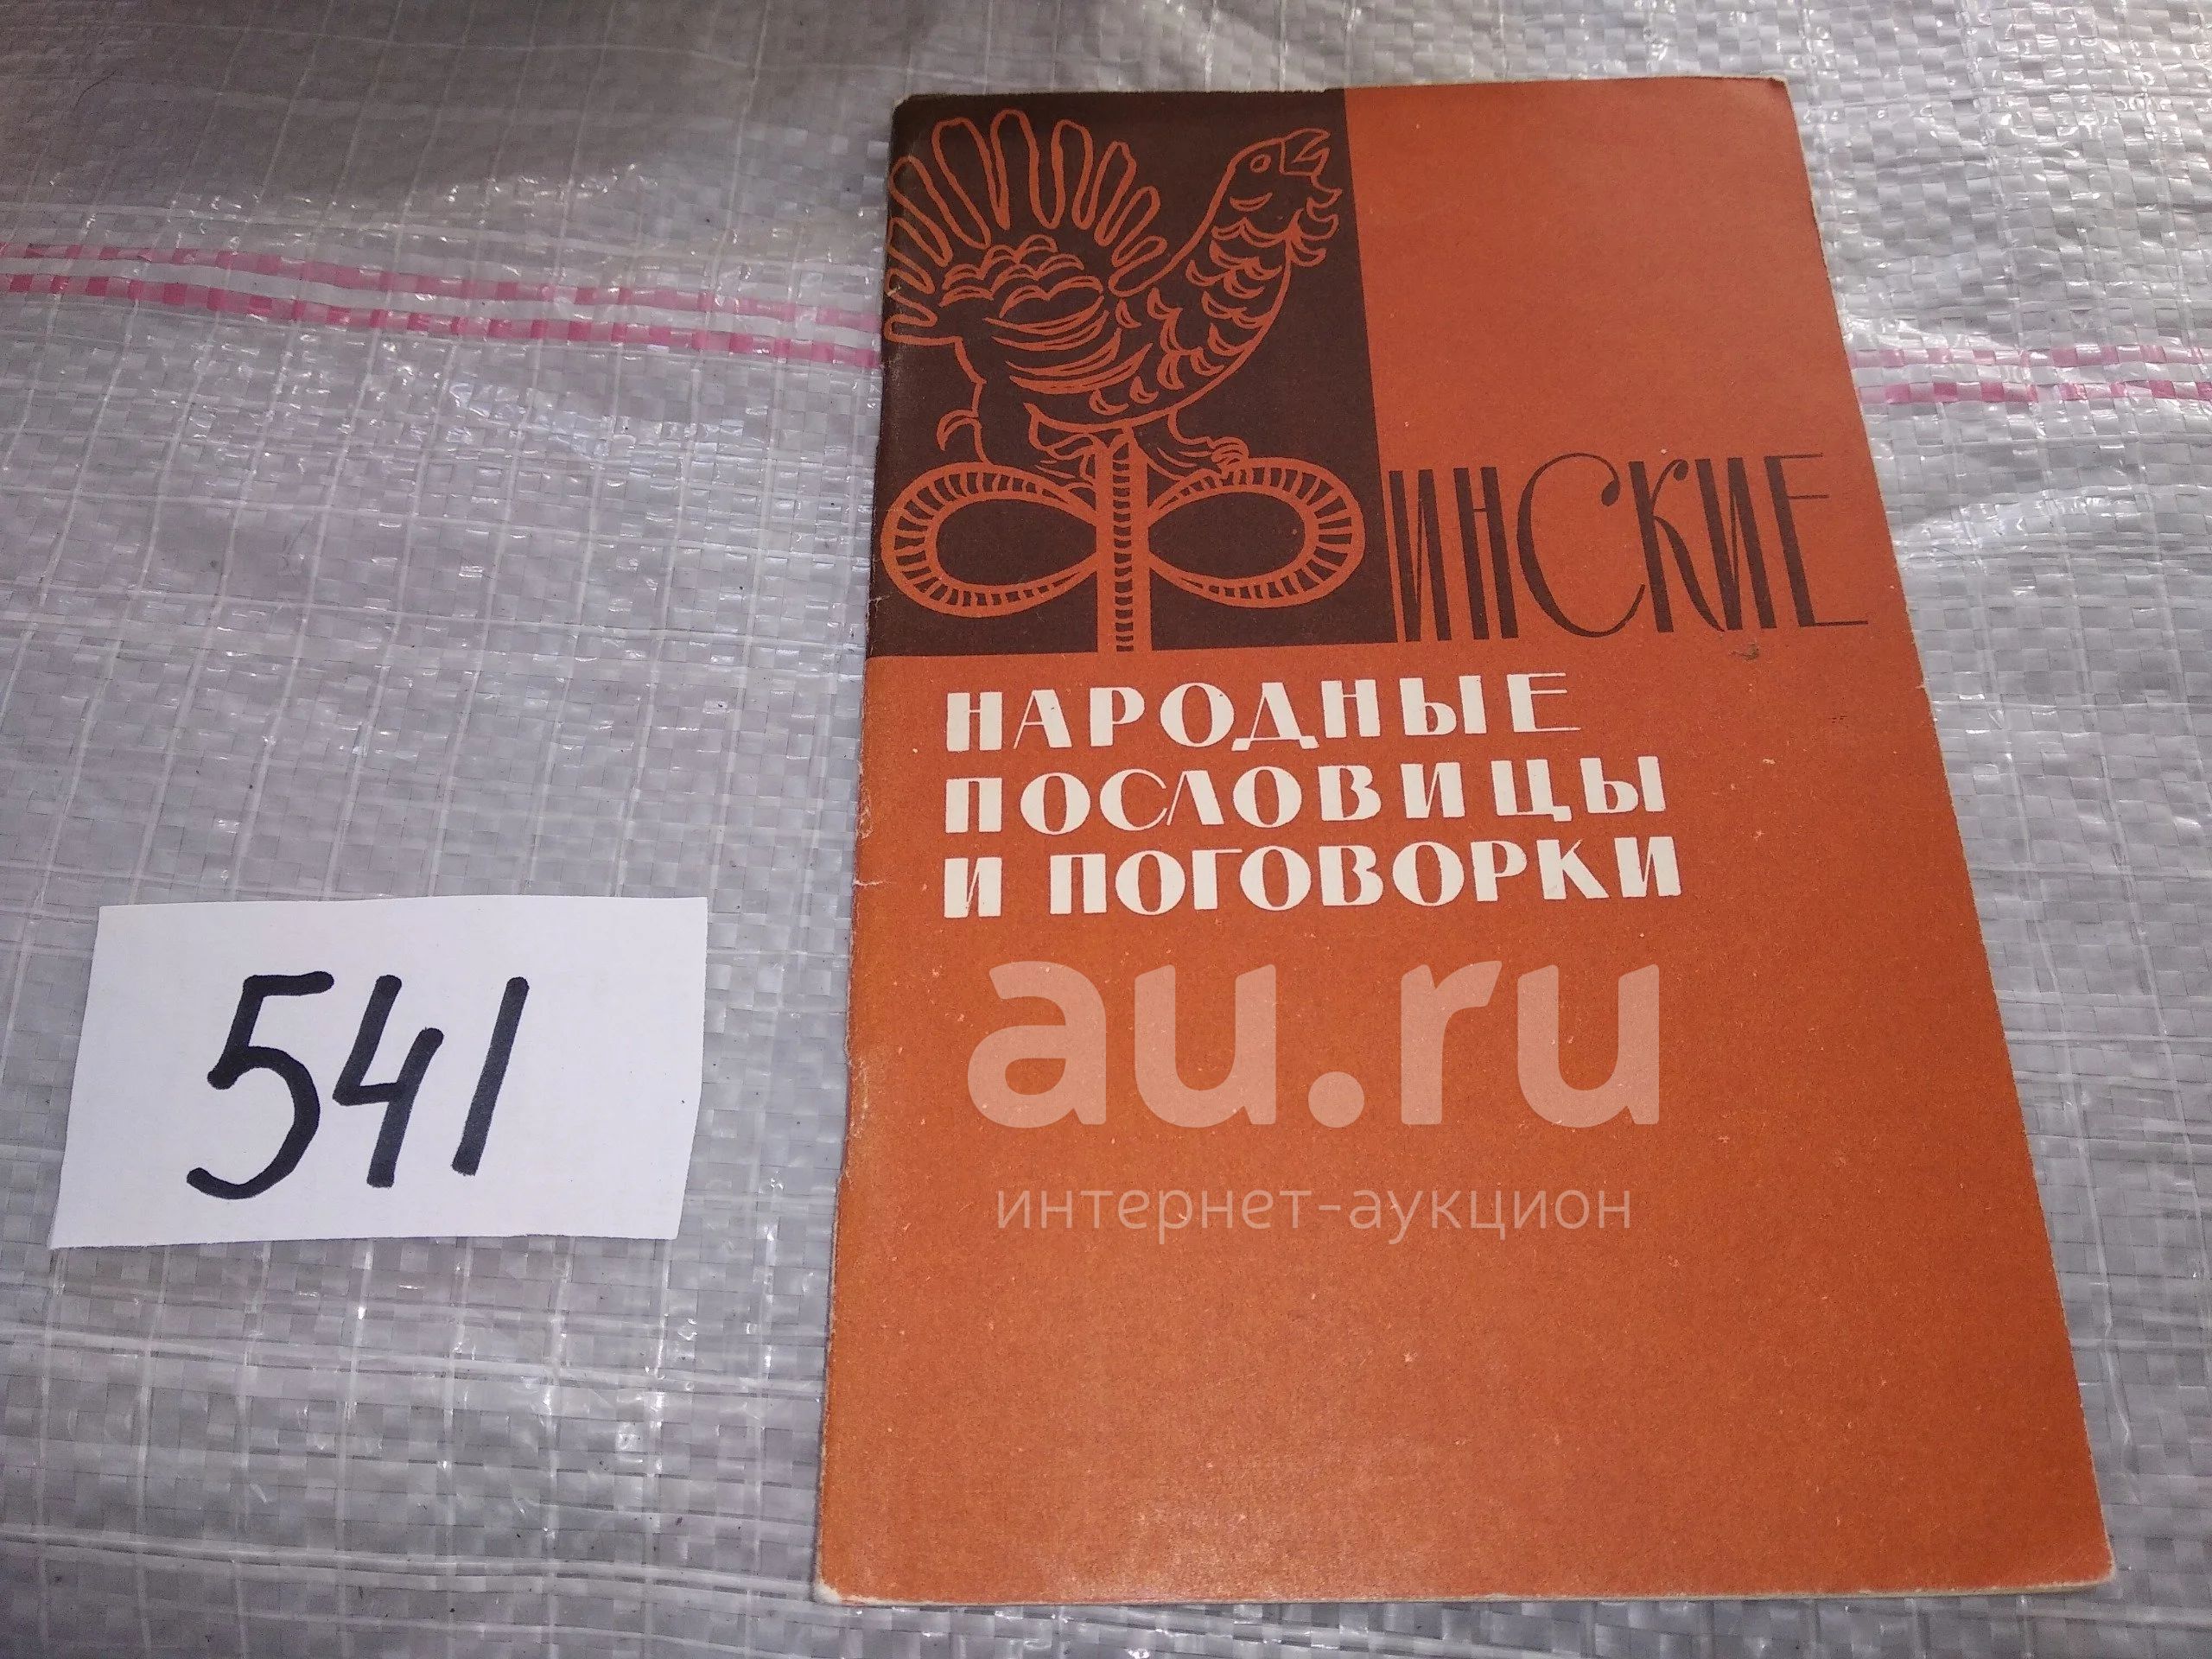 ФИНСКИЕ
НАРОДНЫЕ
ПОСЛОВИЦЫ
И ПОГОВОРКИ
au.ru
интернет-аукцион
541